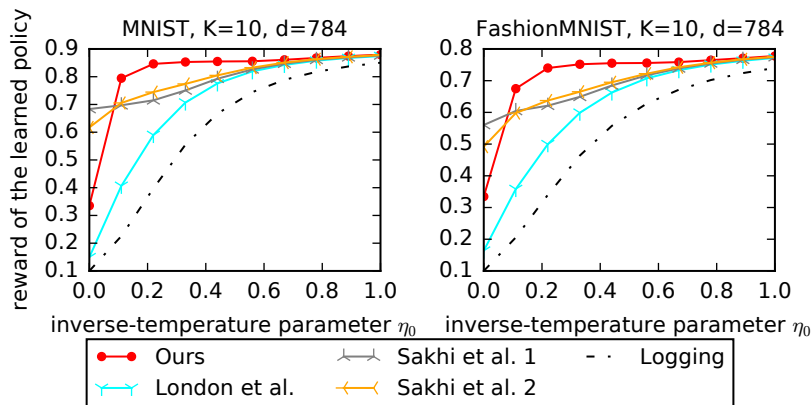 MNIST, K=10, d=784
FashionMNIST, K=10, d=784
reward of the learned policy
0.9
0.8
0.7
0.6
0.5
0.4
0.3
0.2
0.1
0.0 0.2 0.4 0.6 0.8 1.0
inverse-temperature parameter η₀
0.8
0.7
0.6
0.5
0.4
0.3
0.2
0.1
0.0 0.2 0.4 0.6 0.8 1.0
inverse-temperature parameter η₀
Ours
London et al.
Sakhi et al. 1
Sakhi et al. 2
Logging